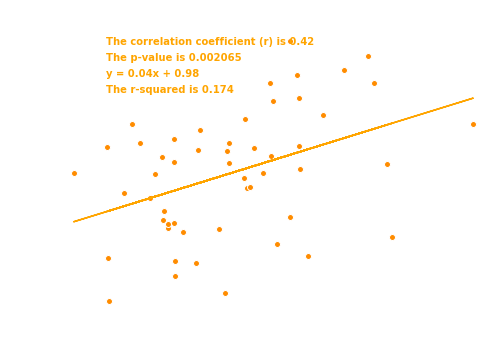 The correlation coefficient (r) is 0.42
The p-value is 0.002065
y = 0.04x + 0.98
The r-squared is 0.174